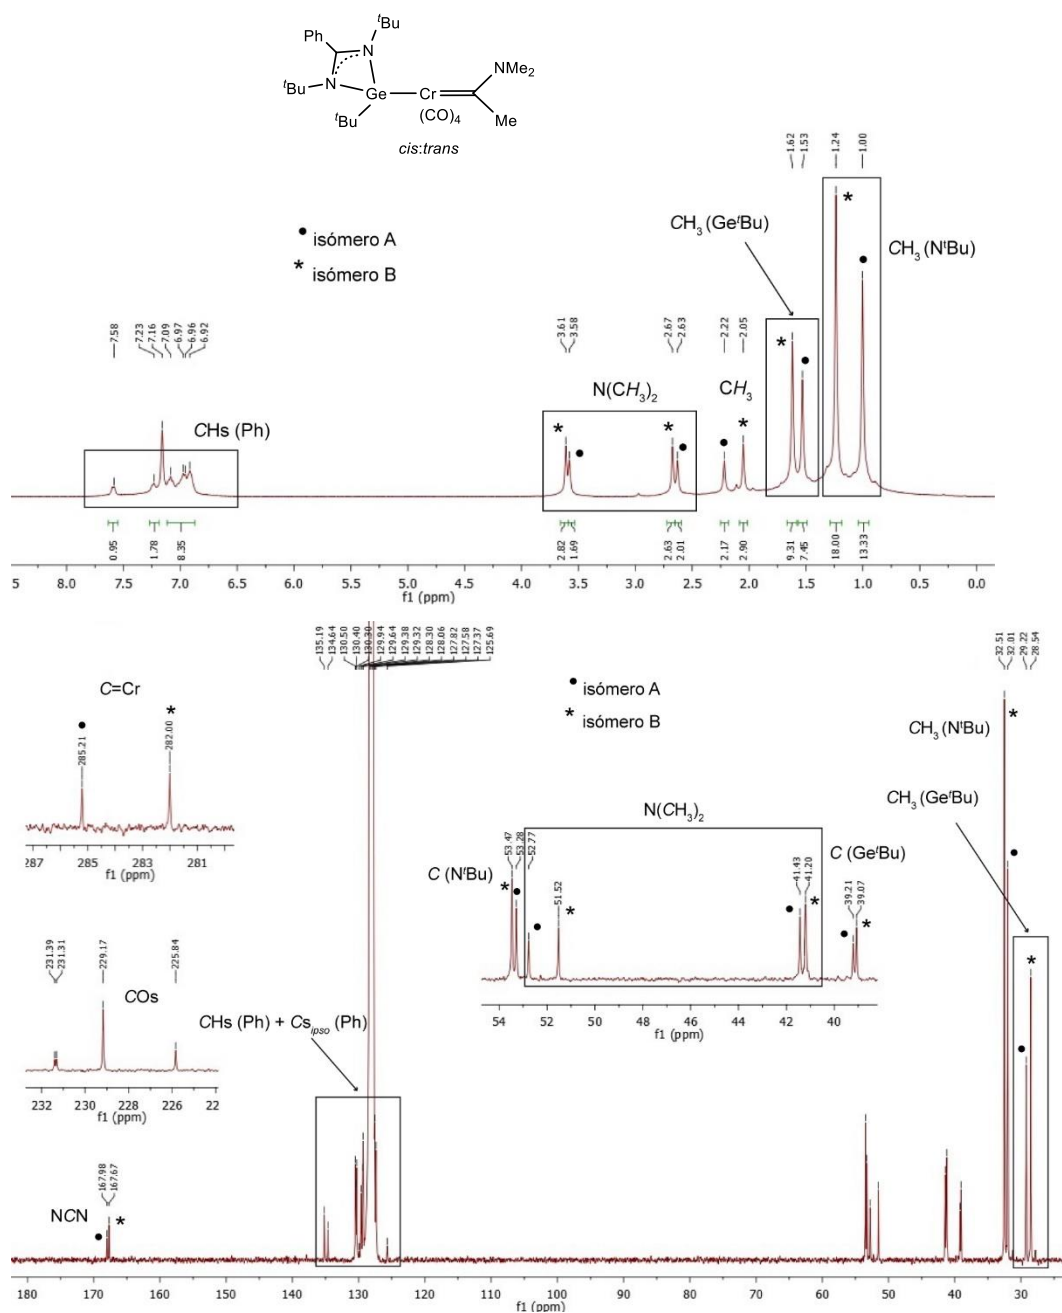 tBu
Ph
N
NMe2
N
tBu
Ge
Cr
(CO)4
tBu
Me
cis:trans
1.62
1.53
1.24
1.00
CH3 (GetBu)
*
• isómero A
* isómero B
CH3 (NtBu)
•
7.58
7.23
7.16
7.09
6.97
6.96
6.92
3.61
3.58
2.67
2.63
2.22
2.05
N(CH3)2
CH3
CHs (Ph)
* • * • • * * •
0.95
1.78
8.35
2.82
1.69
2.63
2.01
2.17
2.90
9.31
7.45
18.00
13.33
5 8.0 7.5 7.0 6.5 6.0 5.5 5.0 4.5 4.0 3.5 3.0 2.5 2.0 1.5 1.0 0.5 0.0
f1 (ppm)
135.19
134.64
130.50
130.40
130.30
129.94
129.64
129.38
129.32
128.30
128.06
127.82
127.58
127.37
125.69
32.51
32.01
29.22
28.54
• isómero A
* isómero B
C=Cr
• *
285.21
282.00
287 285 283 281
f1 (ppm)
CH3 (NtBu)
*
CH3 (GetBu)
•
N(CH3)2
53.47
53.28
52.77
51.52
41.43
41.20
39.21
39.07
C (NtBu)
C (GetBu)
* • • * • * • *
54 52 50 48 46 44 42 40
f1 (ppm)
231.39
231.31
229.17
225.84
COs
232 230 228 226 22
f1 (ppm)
CHs (Ph) + Csipso (Ph)
* •
167.98
167.67
NCN
• *
180 170 160 150 140 130 120 110 100 90 80 70 60 50 40 30
f1 (ppm)